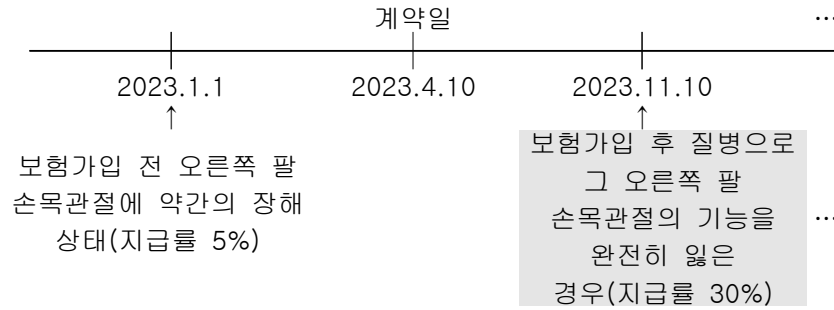 계약일
…
2023.1.1 2023.4.10 2023.11.10
↑ ↑
보험가입 전 오른쪽 팔
손목관절에 약간의 장해
상태(지급률 5%)
보험가입 후 질병으로
그 오른쪽 팔
손목관절의 기능을
완전히 잃은
경우(지급률 30%)
…